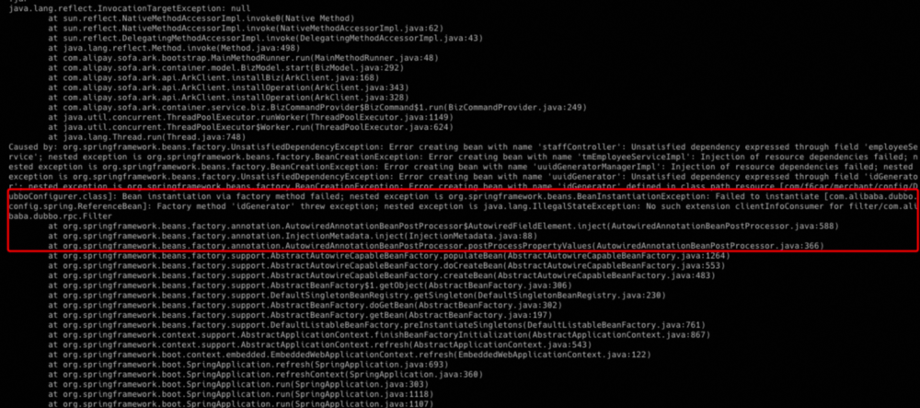 java.lang.reflect.InvocationTargetException: null
at sun.reflect.NativeMethodAccessorImpl.invoke0(Native Method)
at sun.reflect.NativeMethodAccessorImpl.invoke(NativeMethodAccessorImpl.java:62)
at sun.reflect.DelegatingMethodAccessorImpl.invoke(DelegatingMethodAccessorImpl.java:43)
at java.lang.reflect.Method.invoke(Method.java:498)
at com.alipay.sofa.ark.bootstrap.MainMethodRunner.run(MainMethodRunner.java:48)
at com.alipay.sofa.ark.container.model.BizModel.start(BizModel.java:292)
at com.alipay.sofa.ark.api.ArkClient.installBiz(ArkClient.java:168)
at com.alipay.sofa.ark.api.ArkClient.installOperation(ArkClient.java:343)
at com.alipay.sofa.ark.api.ArkClient.installOperation(ArkClient.java:328)
at com.alipay.sofa.ark.container.service.biz.BizCommandProvider$BizCommand$1.run(BizCommandProvider.java:249)
at java.util.concurrent.ThreadPoolExecutor.runWorker(ThreadPoolExecutor.java:1149)
at java.util.concurrent.ThreadPoolExecutor$Worker.run(ThreadPoolExecutor.java:624)
at java.lang.Thread.run(Thread.java:748)
Caused by: org.springframework.beans.factory.UnsatisfiedDependencyException: Error creating bean with name 'staffController': Unsatisfied dependency expressed through field 'employeeSe
rvice'; nested exception is org.springframework.beans.factory.BeanCreationException: Error creating bean with name 'tmEmployeeServiceImpl': Injection of resource dependencies failed; n
ested exception is org.springframework.beans.factory.BeanCreationException: Error creating bean with name 'uuidGeneratorManagerImpl': Injection of resource dependencies failed; nested
exception is org.springframework.beans.factory.UnsatisfiedDependencyException: Error creating bean with name 'uuidGenerator': Unsatisfied dependency expressed through field 'idGenerato
r'; nested exception is org.springframework.beans.factory.BeanCreationException: Error creating bean with name 'idGenerator' defined in class path resource [com/f6car/merchant/config/D
ubboConfigurer.class]: Bean instantiation via factory method failed; nested exception is org.springframework.beans.BeanInstantiationException: Failed to instantiate [com.alibaba.dubbo.
config.spring.ReferenceBean]: Factory method 'idGenerator' threw exception; nested exception is java.lang.IllegalStateException: No such extension clientInfoConsumer for filter/com.ali
baba.dubbo.rpc.Filter
at org.springframework.beans.factory.annotation.AutowiredAnnotationBeanPostProcessor$AutowiredFieldElement.inject(AutowiredAnnotationBeanPostProcessor.java:588)
at org.springframework.beans.factory.annotation.InjectionMetadata.inject(InjectionMetadata.java:88)
at org.springframework.beans.factory.annotation.AutowiredAnnotationBeanPostProcessor.postProcessPropertyValues(AutowiredAnnotationBeanPostProcessor.java:366)
at org.springframework.beans.factory.support.AbstractAutowireCapableBeanFactory.populateBean(AbstractAutowireCapableBeanFactory.java:1264)
at org.springframework.beans.factory.support.AbstractAutowireCapableBeanFactory.doCreateBean(AbstractAutowireCapableBeanFactory.java:553)
at org.springframework.beans.factory.support.AbstractAutowireCapableBeanFactory.createBean(AbstractAutowireCapableBeanFactory.java:483)
at org.springframework.beans.factory.support.AbstractBeanFactory$1.getObject(AbstractBeanFactory.java:306)
at org.springframework.beans.factory.support.DefaultSingletonBeanRegistry.getSingleton(DefaultSingletonBeanRegistry.java:230)
at org.springframework.beans.factory.support.AbstractBeanFactory.doGetBean(AbstractBeanFactory.java:302)
at org.springframework.beans.factory.support.AbstractBeanFactory.getBean(AbstractBeanFactory.java:197)
at org.springframework.beans.factory.support.DefaultListableBeanFactory.preInstantiateSingletons(DefaultListableBeanFactory.java:761)
at org.springframework.context.support.AbstractApplicationContext.finishBeanFactoryInitialization(AbstractApplicationContext.java:867)
at org.springframework.context.support.AbstractApplicationContext.refresh(AbstractApplicationContext.java:543)
at org.springframework.boot.context.embedded.EmbeddedWebApplicationContext.refresh(EmbeddedWebApplicationContext.java:122)
at org.springframework.boot.SpringApplication.refresh(SpringApplication.java:693)
at org.springframework.boot.SpringApplication.refreshContext(SpringApplication.java:360)
at org.springframework.boot.SpringApplication.run(SpringApplication.java:303)
at org.springframework.boot.SpringApplication.run(SpringApplication.java:1118)
at org.springframework.boot.SpringApplication.run(SpringApplication.java:1107)